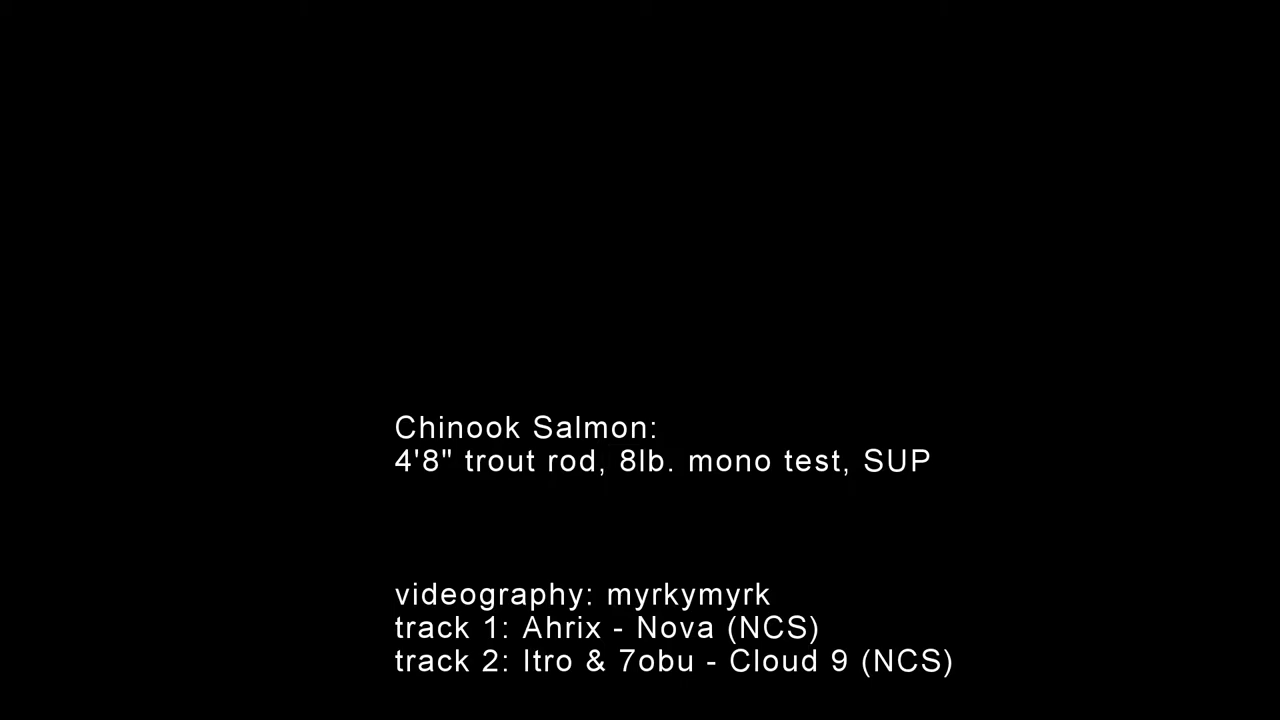 Chinook Salmon:
4'8" trout rod, 8lb. mono test, SUP
videography: myrkymyrk
track 1: Ahrix - Nova (NCS)
track 2: Itro & 7obu - Cloud 9 (NCS)